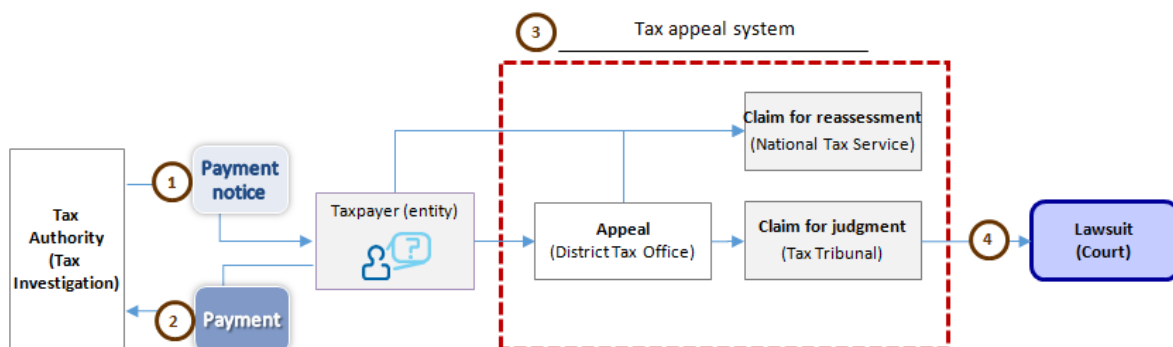 3
Tax appeal system
Claim for reassessment
(National Tax Service)
1
Payment
notice
Tax
Authority
(Tax
Investigation)
Taxpayer (entity)
?
Appeal
(District Tax Office)
Claim for judgment
(Tax Tribunal)
4
Lawsuit
(Court)
2
Payment